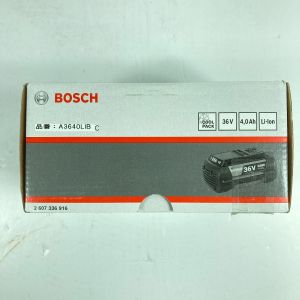 BOSCH
COOL
PACK
36V
4,0Ah
Li-Ion
品番：A3640LIB C
36V
2 607 336 916